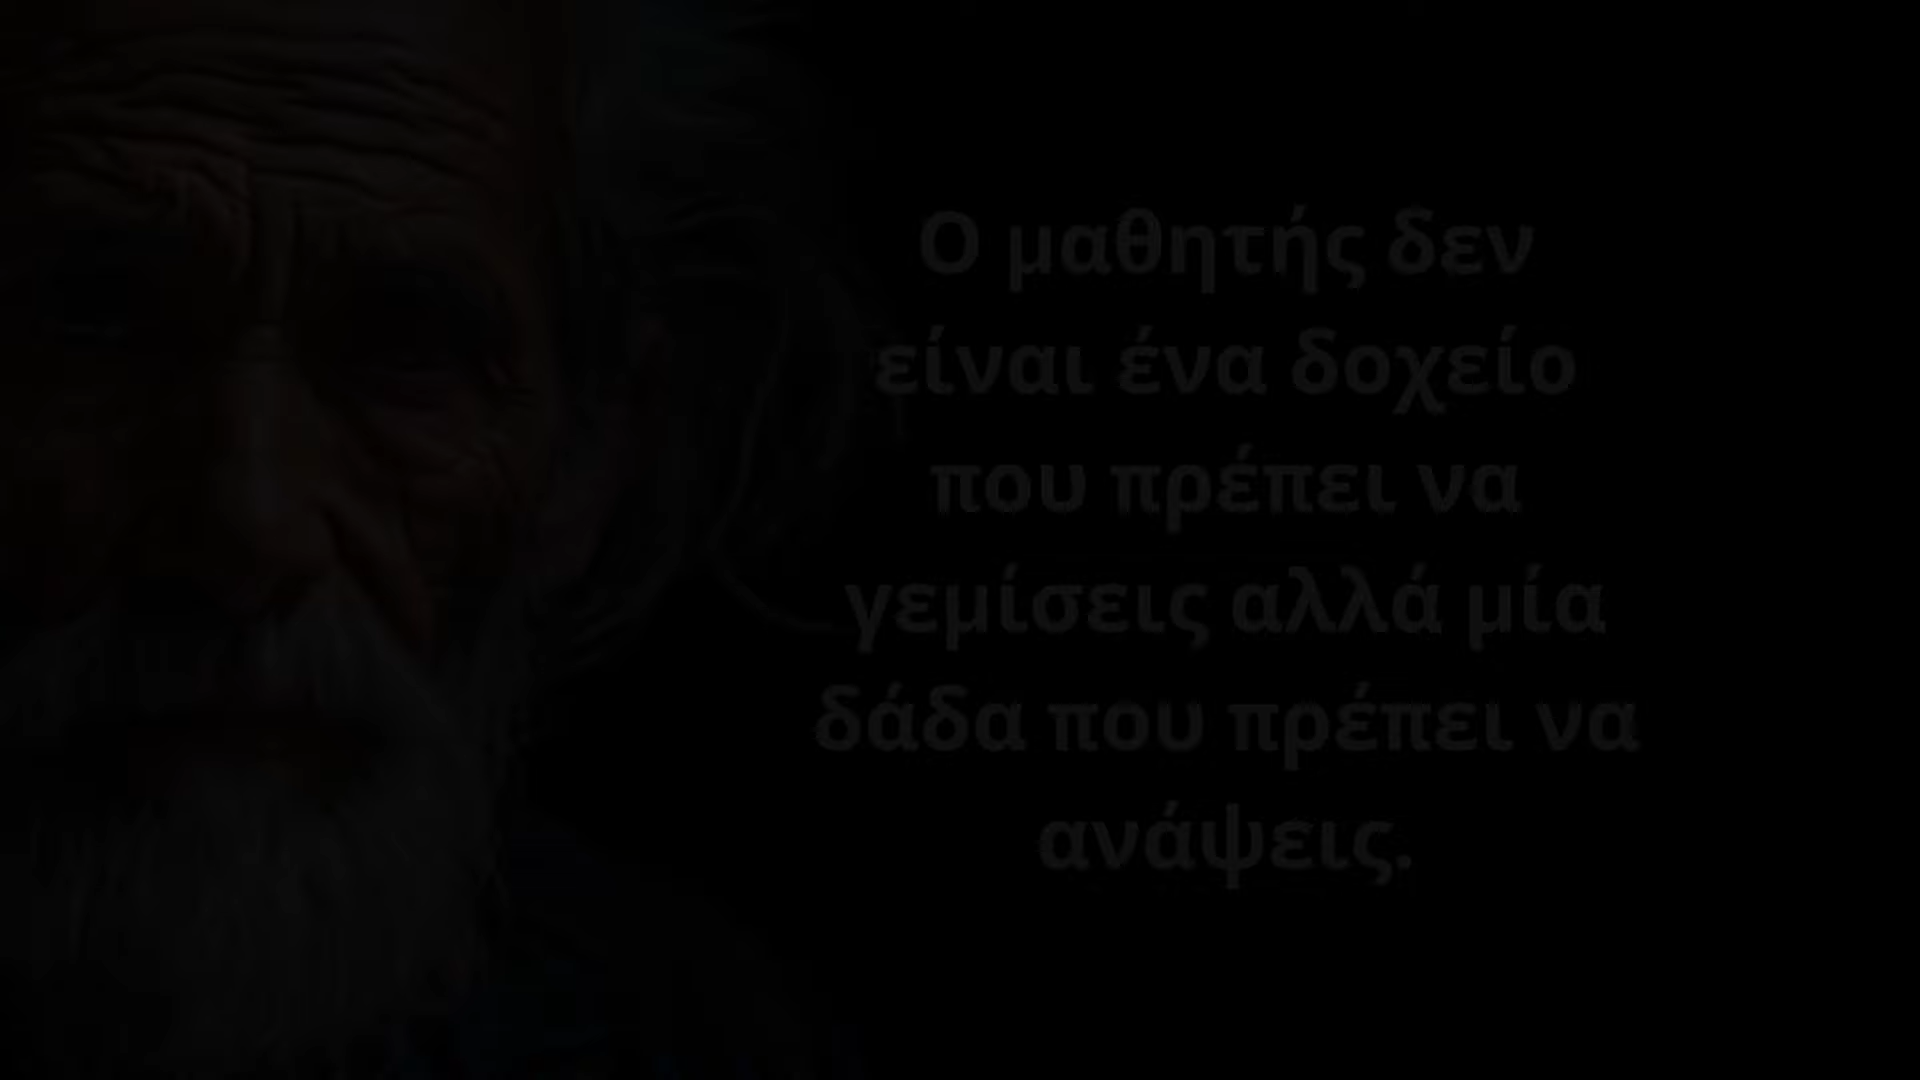 Ο μαθητής δεν
είναι ένα δοχείο
που πρέπει να
γεμίσεις αλλά μία
δάδα που πρέπει να
ανάψεις.